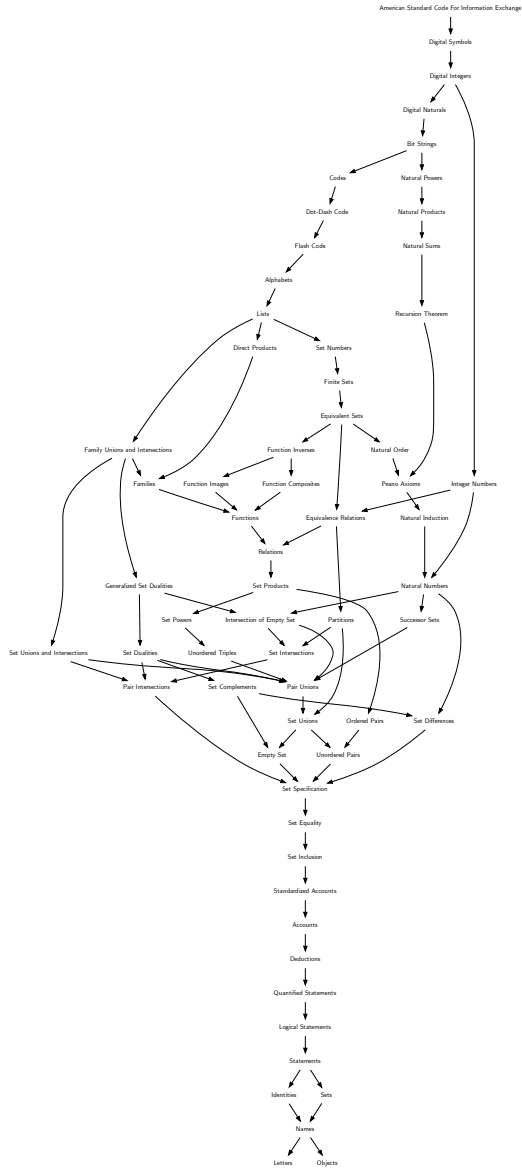 American Standard Code For Information Exchange
Digital Symbols
Digital Integers
Digital Naturals
Bit Strings
Codes
Natural Powers
Dot-Dash Code
Natural Products
Flash Code
Natural Sums
Alphabets
Lists
Recursion Theorem
Direct Products
Set Numbers
Finite Sets
Equivalent Sets
Family Unions and Intersections
Function Inverses
Natural Order
Families
Function Images
Function Composites
Peano Axioms
Integer Numbers
Functions
Equivalence Relations
Natural Induction
Relations
Generalized Set Dualities
Set Products
Natural Numbers
Set Powers
Intersection of Empty Set
Partitions
Successor Sets
Set Unions and Intersections
Set Dualities
Unordered Triples
Set Intersections
Pair Intersections
Set Complements
Pair Unions
Set Unions
Ordered Pairs
Set Differences
Empty Set
Unordered Pairs
Set Specification
Set Equality
Set Inclusion
Standardized Accounts
Accounts
Deductions
Quantified Statements
Logical Statements
Statements
Identities
Sets
Names
Letters
Objects